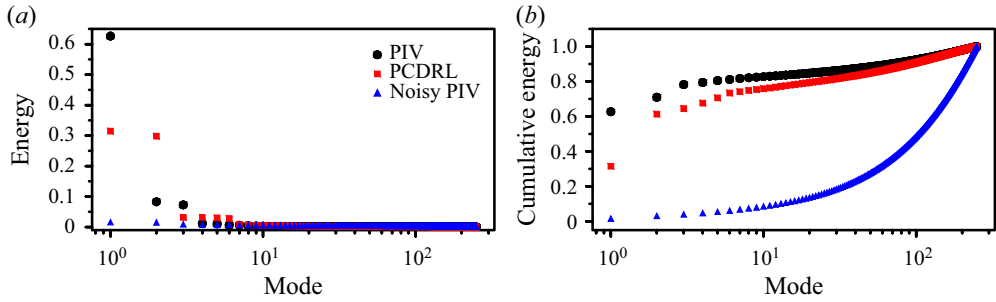 (a)
0.6
0.5
0.4
0.3
0.2
0.1
0
Energy
PIV
PCDRL
Noisy PIV
10^0
10^1
10^2
Mode
(b)
1.0
0.8
0.6
0.4
0.2
0
Cumulative energy
10^0
10^1
10^2
Mode